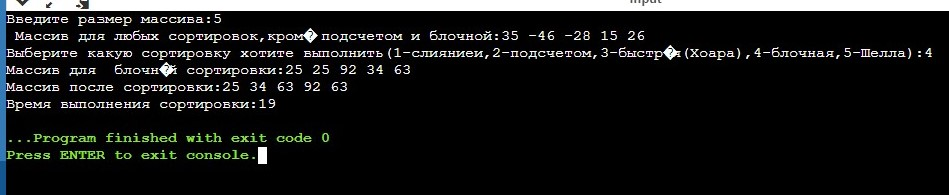 Input
Введите размер массива:5
Массив для любых сортировок,кром� подсчетом и блочной:35 -46 -28 15 26
Выберите какую сортировку хотите выполнить(1-слияниеи,2-подсчетом,3-быстр�я(Хоара),4-блочная,5-Шелла):4
Массив для  блочн�й сортировки:25 25 92 34 63
Массив после сортировки:25 34 63 92 63
Время выполнения сортировки:19
...Program finished with exit code 0
Press ENTER to exit console.